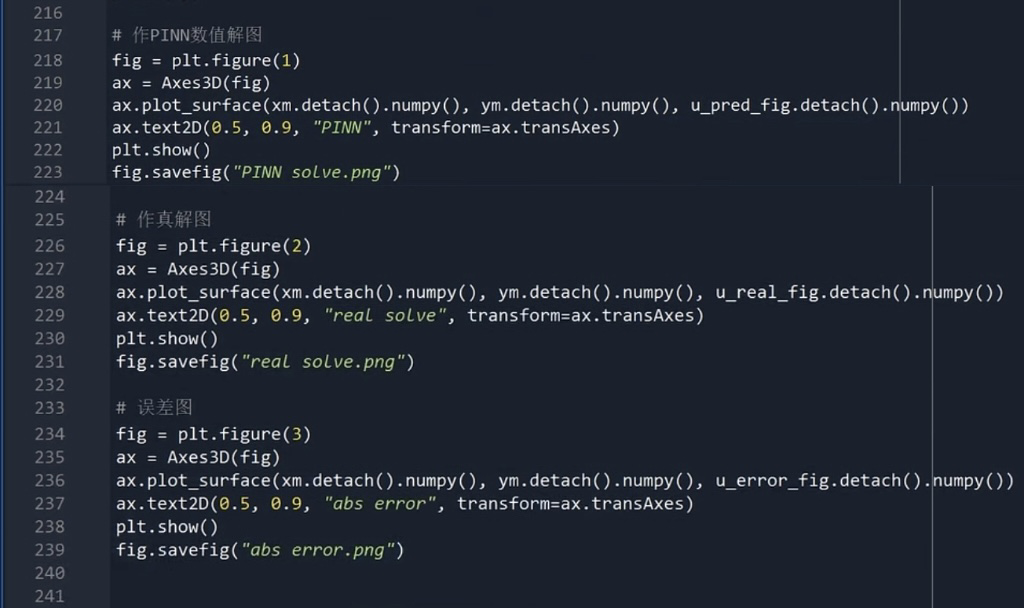 216
217 # 作PINN数值解图
218 fig = plt.figure(1)
219 ax = Axes3D(fig)
220 ax.plot_surface(xm.detach().numpy(), ym.detach().numpy(), u_pred_fig.detach().numpy())
221 ax.text2D(0.5, 0.9, "PINN", transform=ax.transAxes)
222 plt.show()
223 fig.savefig("PINN solve.png")
224
225 # 作真解图
226 fig = plt.figure(2)
227 ax = Axes3D(fig)
228 ax.plot_surface(xm.detach().numpy(), ym.detach().numpy(), u_real_fig.detach().numpy())
229 ax.text2D(0.5, 0.9, "real solve", transform=ax.transAxes)
230 plt.show()
231 fig.savefig("real solve.png")
232
233 # 误差图
234 fig = plt.figure(3)
235 ax = Axes3D(fig)
236 ax.plot_surface(xm.detach().numpy(), ym.detach().numpy(), u_error_fig.detach().numpy())
237 ax.text2D(0.5, 0.9, "abs error", transform=ax.transAxes)
238 plt.show()
239 fig.savefig("abs error.png")
240
241